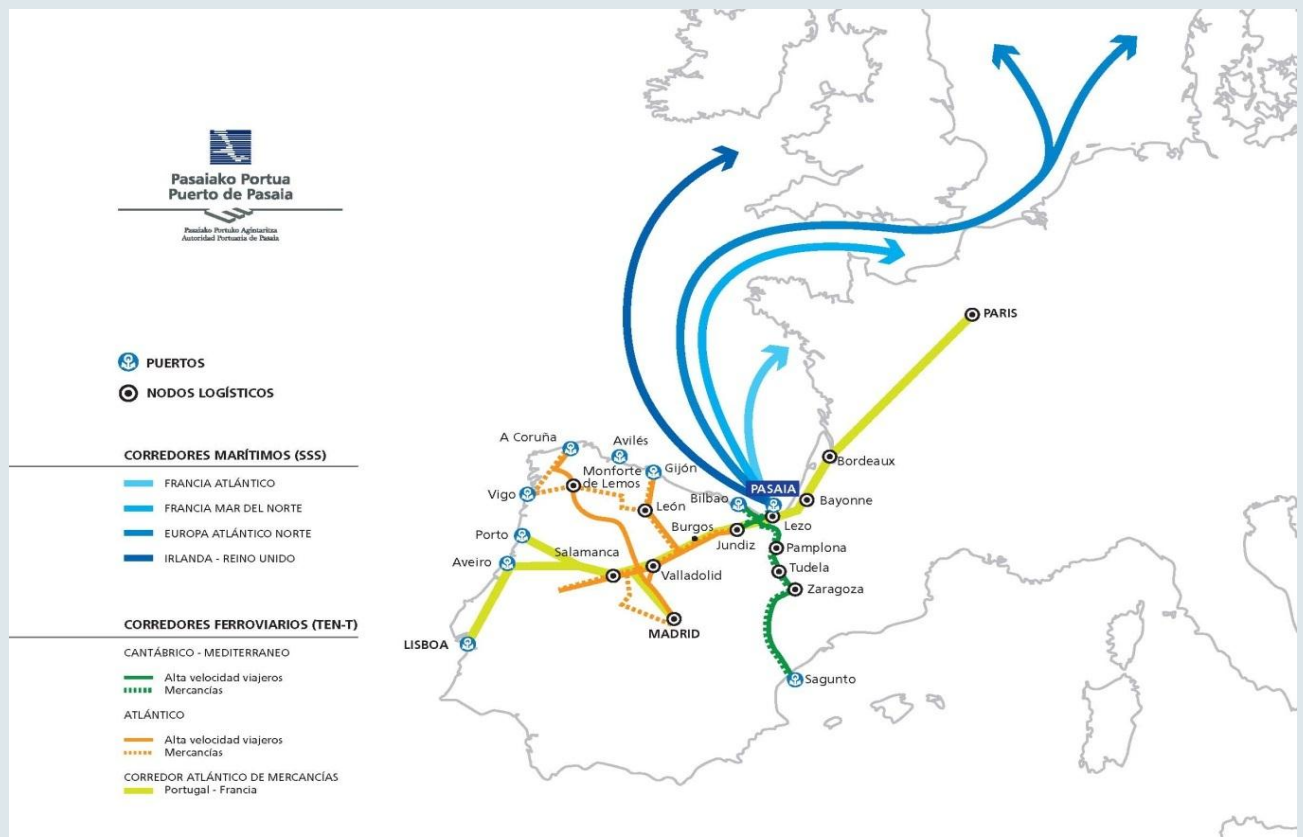 Pasaiako Portua
Puerto de Pasaia
Pasaiako Portuko Agintaritza
Autoridad Portuaria de Pasaia
PUERTOS
NODOS LOGÍSTICOS
CORREDORES MARÍTIMOS (SSS)
FRANCIA ATLÁNTICO
FRANCIA MAR DEL NORTE
EUROPA ATLÁNTICO NORTE
IRLANDA - REINO UNIDO
CORREDORES FERROVIARIOS (TEN-T)
CANTÁBRICO - MEDITERRANEO
Alta velocidad viajeros
Mercancías
ATLÁNTICO
Alta velocidad viajeros
Mercancías
CORREDOR ATLÁNTICO DE MERCANCÍAS
Portugal - Francia
PARIS
A Coruña
Avilés
Gijón
Monforte
de Lemos
Bordeaux
Vigo
León
Bilbao
PASAIA
Bayonne
Porto
Burgos
Jundiz
Lezo
Salamanca
Pamplona
Aveiro
Valladolid
Tudela
Zaragoza
MADRID
LISBOA
Sagunto